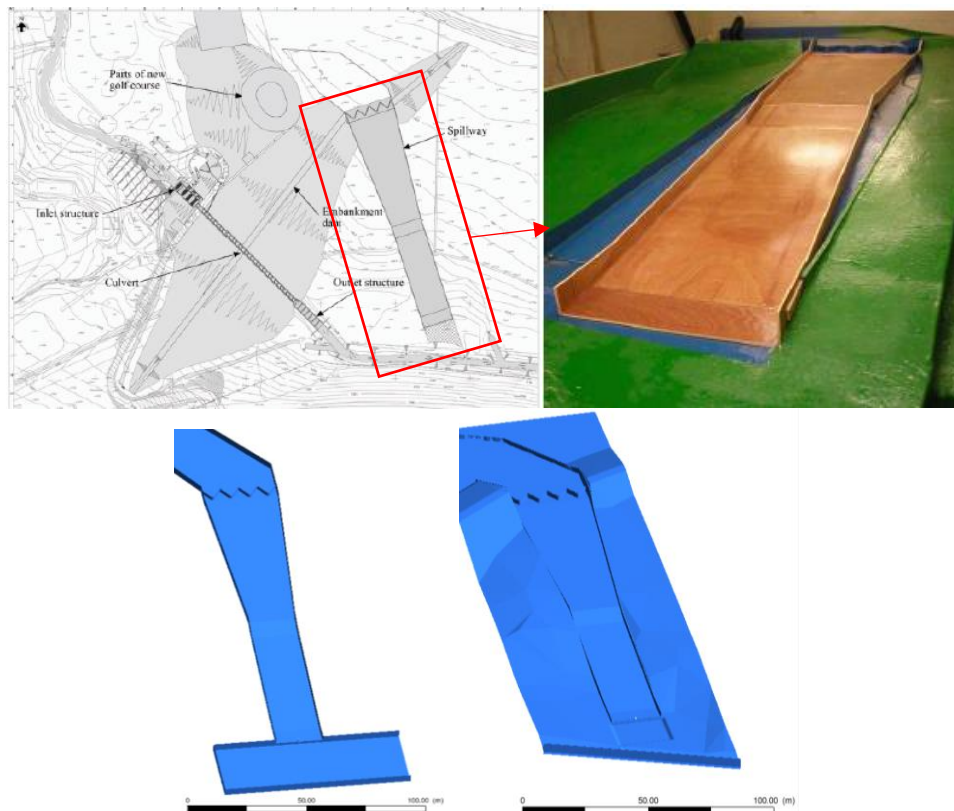 Parts of new
golf course
Spillway
Inlet structure
Embankment
dam
Culvert
Outlet structure
0 50.00 100.00 (m)
0 50.00 100.00 (m)